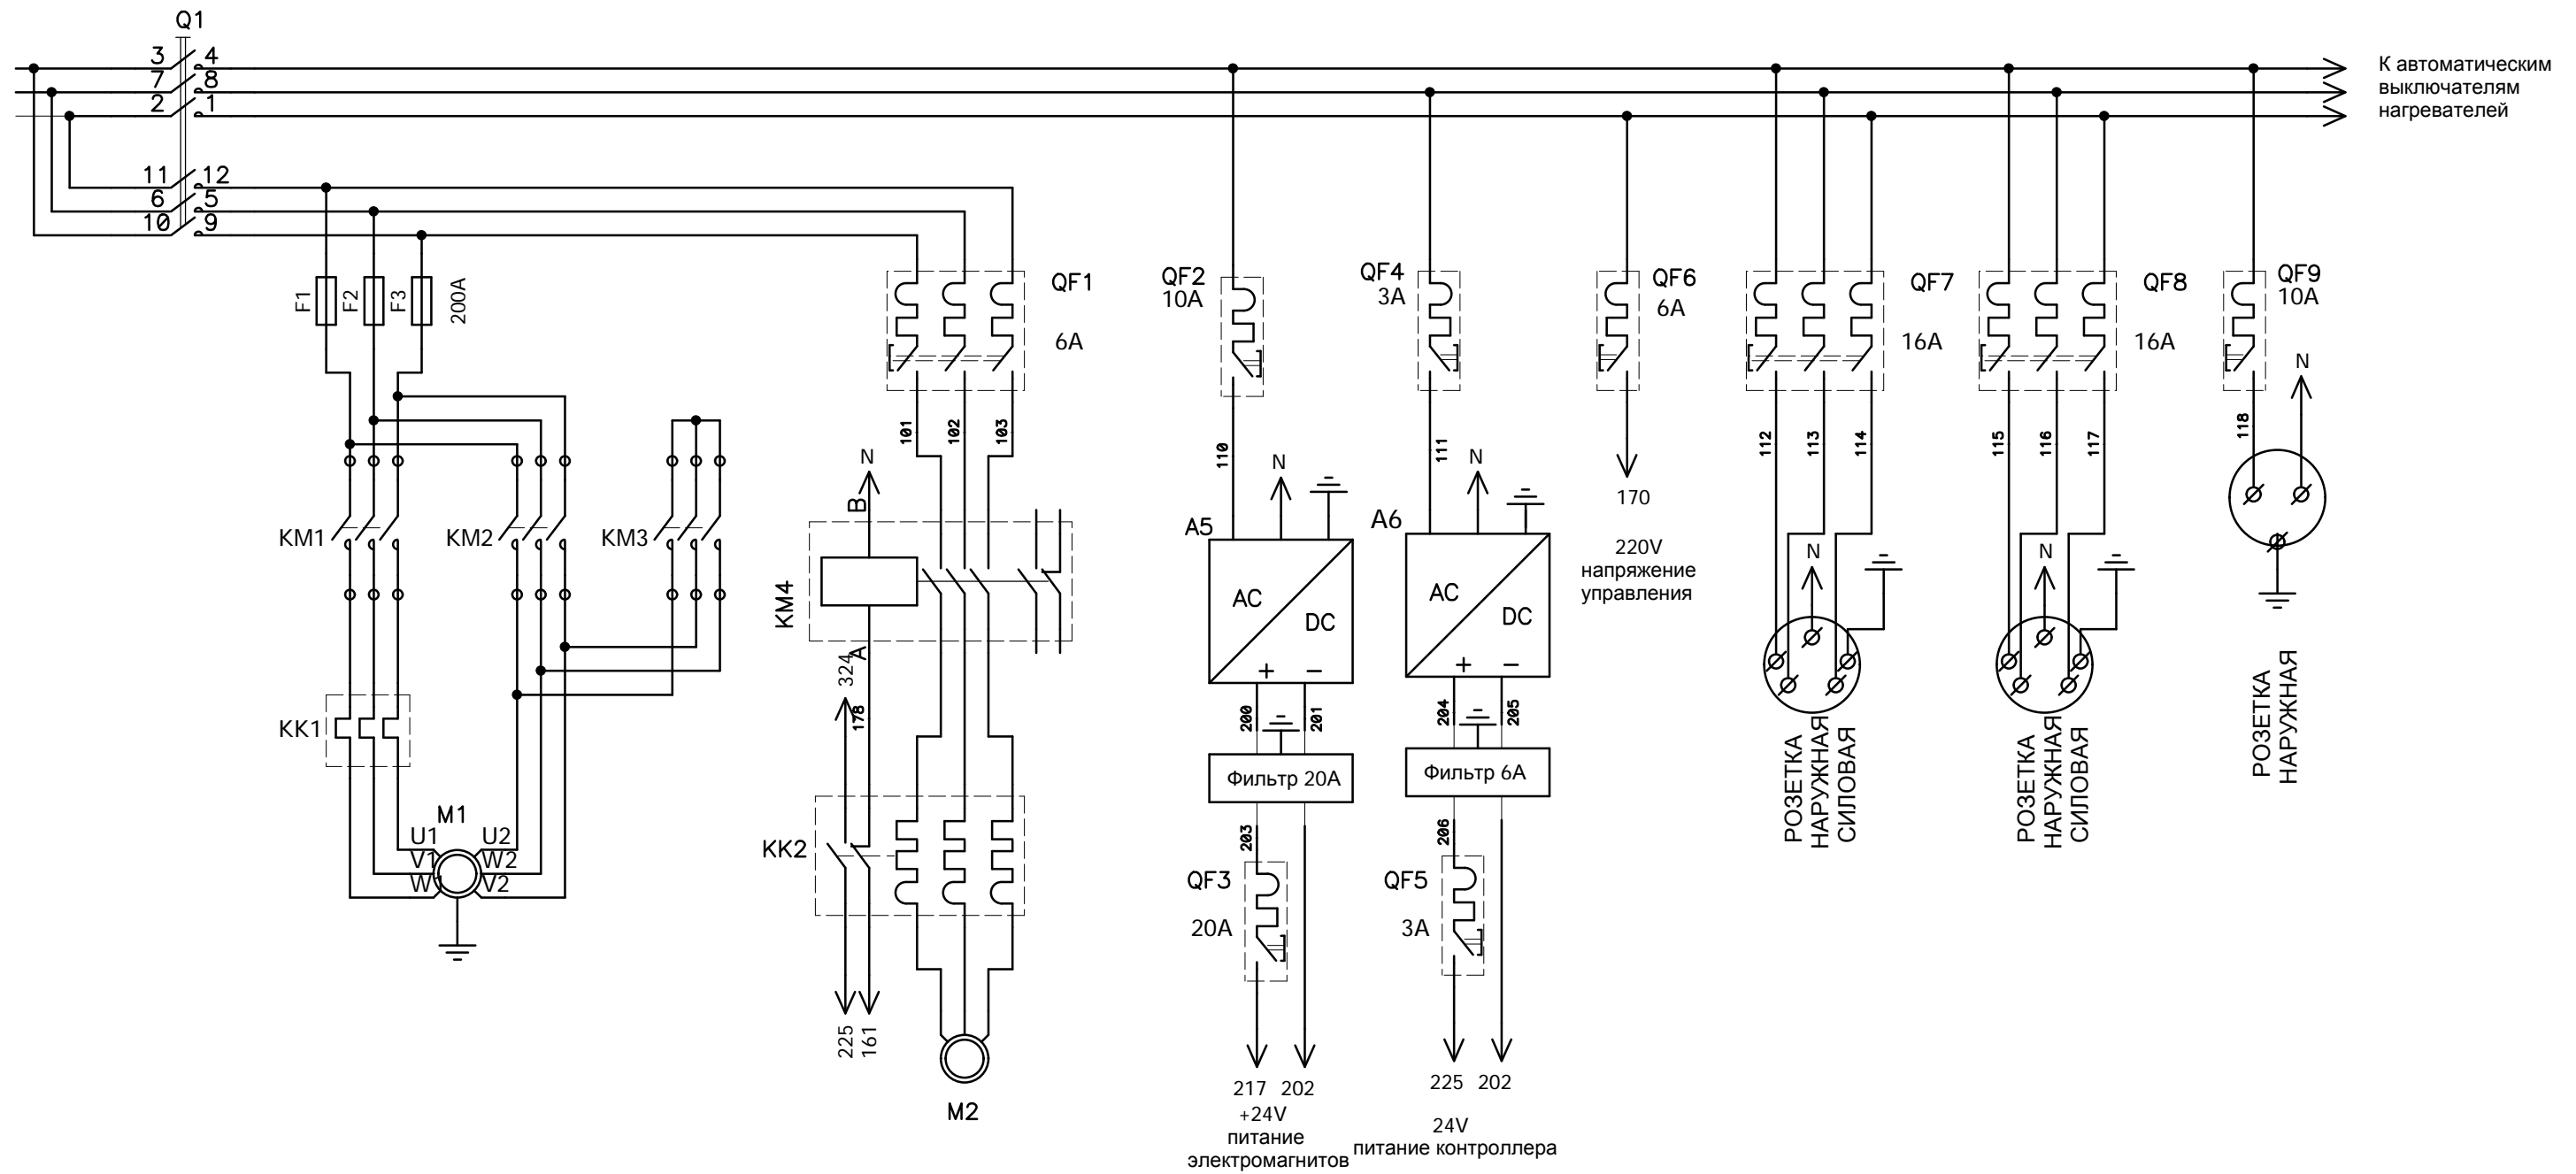 Q1
3 4
7 8
2 1
11 12
6 5
10 9
К автоматическим
выключателям
нагревателей
F1
F2
F3
200A
QF1
6A
QF2
10A
QF4
3A
QF6
6A
QF7
16A
QF8
16A
QF9
10A
101
102
103
110
111
112
113
114
115
116
117
118
N
N
N
N
170
220V
напряжение
управления
KM1
KM2
KM3
KM4
B
A
324
178
A5
AC
DC
+ −
A6
AC
DC
+ −
N
N
200
201
204
205
Фильтр 20А
Фильтр 6А
203
206
KK1
M1
U1
V1
W
U2
W2
V2
KK2
225
161
M2
QF3
20A
QF5
3A
217 202
+24V
питание
электромагнитов
225 202
24V
питание контроллера
РОЗЕТКА
НАРУЖНАЯ
СИЛОВАЯ
РОЗЕТКА
НАРУЖНАЯ
СИЛОВАЯ
РОЗЕТКА
НАРУЖНАЯ